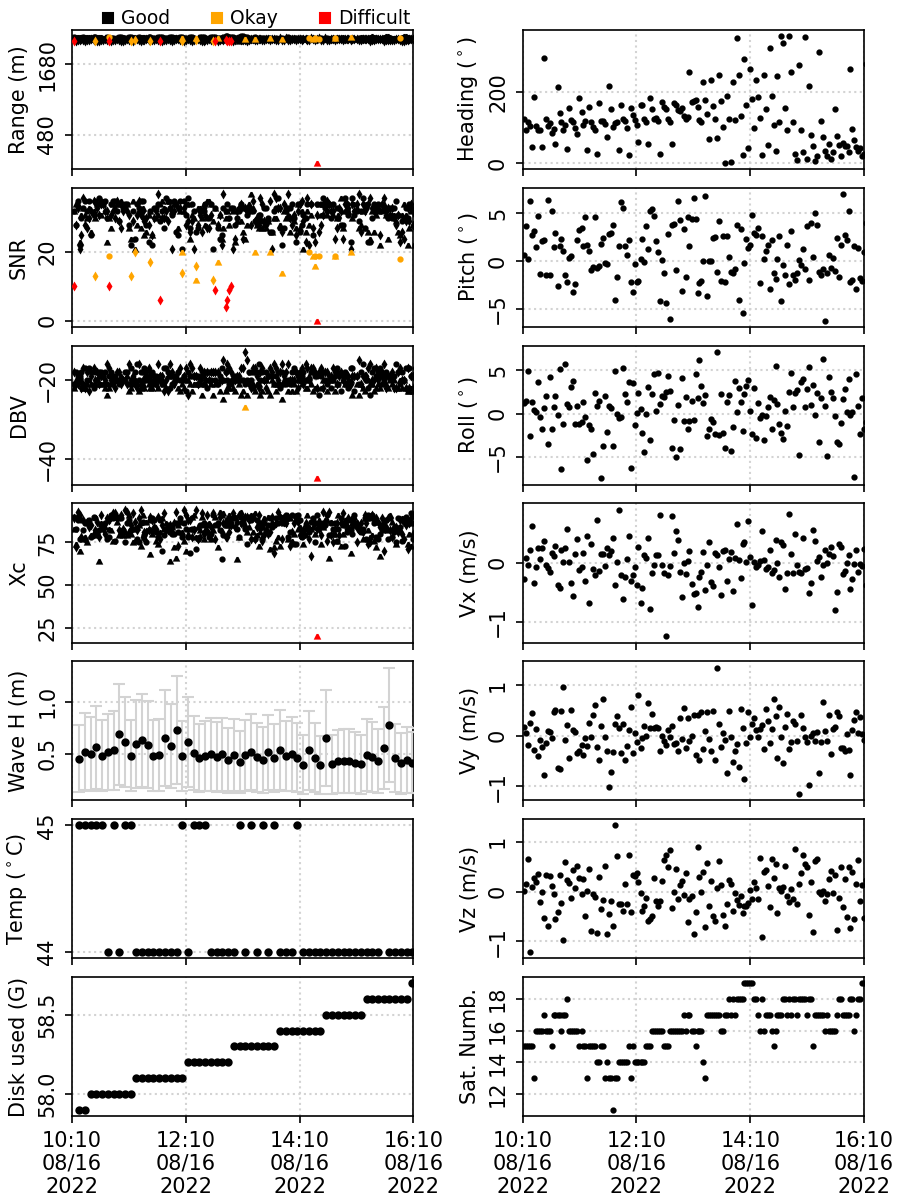 Good Okay Difficult
Range (m)
1680
480
SNR
20
0
DBV
−20
−40
Xc
75
50
25
Wave H (m)
1.0
0.5
Temp (°C)
45
44
Disk used (G)
58.5
58.0
10:10 12:10 14:10 16:10
08/16 08/16 08/16 08/16
2022 2022 2022 2022
Heading (°)
200
0
Pitch (°)
5
0
−5
Roll (°)
5
0
−5
Vx (m/s)
0
−1
Vy (m/s)
1
0
−1
Vz (m/s)
1
0
−1
Sat. Numb.
18
16
14
12
10:10 12:10 14:10 16:10
08/16 08/16 08/16 08/16
2022 2022 2022 2022